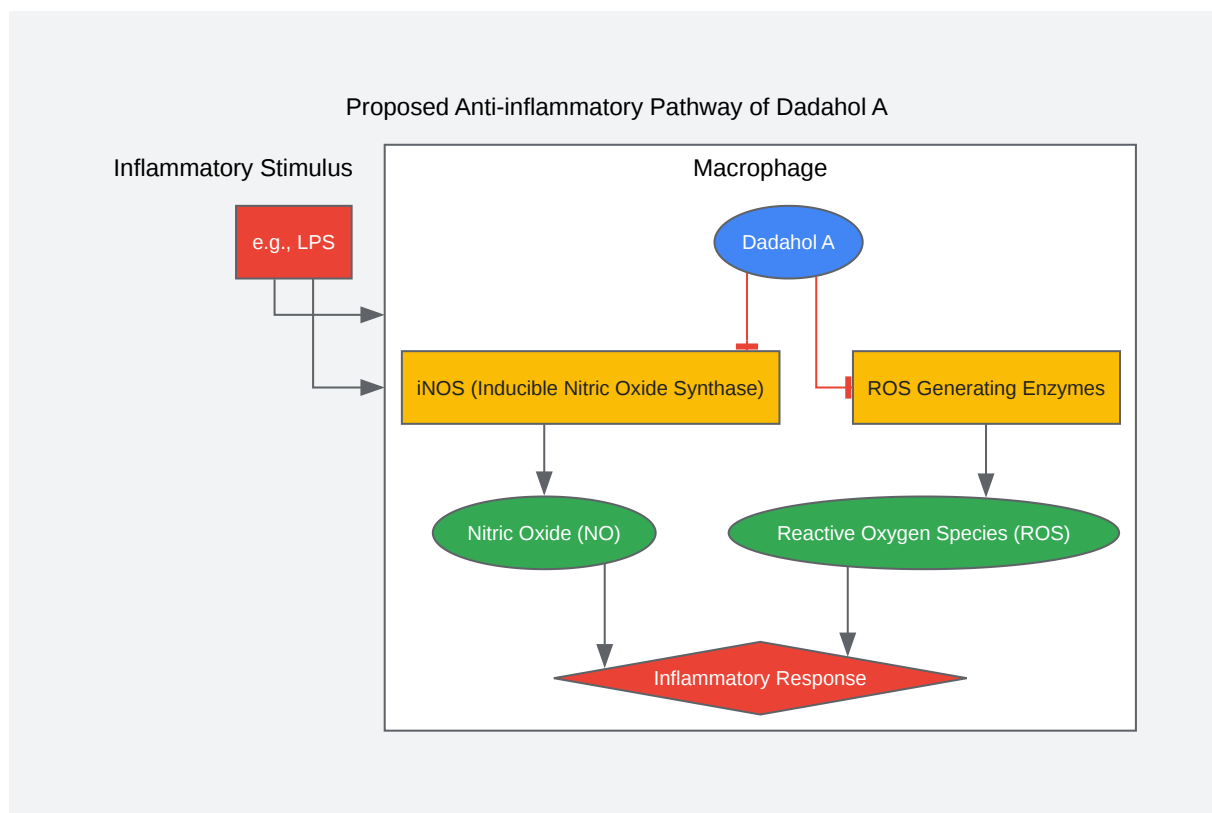 Proposed Anti-inflammatory Pathway of Dadahol A
Inflammatory Stimulus
Macrophage
e.g., LPS
Dadahol A
iNOS (Inducible Nitric Oxide Synthase)
ROS Generating Enzymes
Nitric Oxide (NO)
Reactive Oxygen Species (ROS)
Inflammatory Response